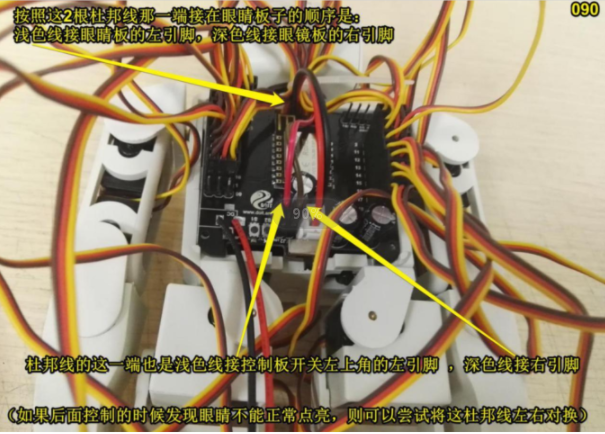 按照这2根杜邦线那一端接在眼睛板子的顺序是：
浅色线接眼睛板的左引脚，深色线接眼镜板的右引脚
090
杜邦线的这一端也是浅色线接控制板开关左上角的左引脚 ，深色线接右引脚
（如果后面控制的时候发现眼睛不能正常点亮，则可以尝试将这杜邦线左右对换）